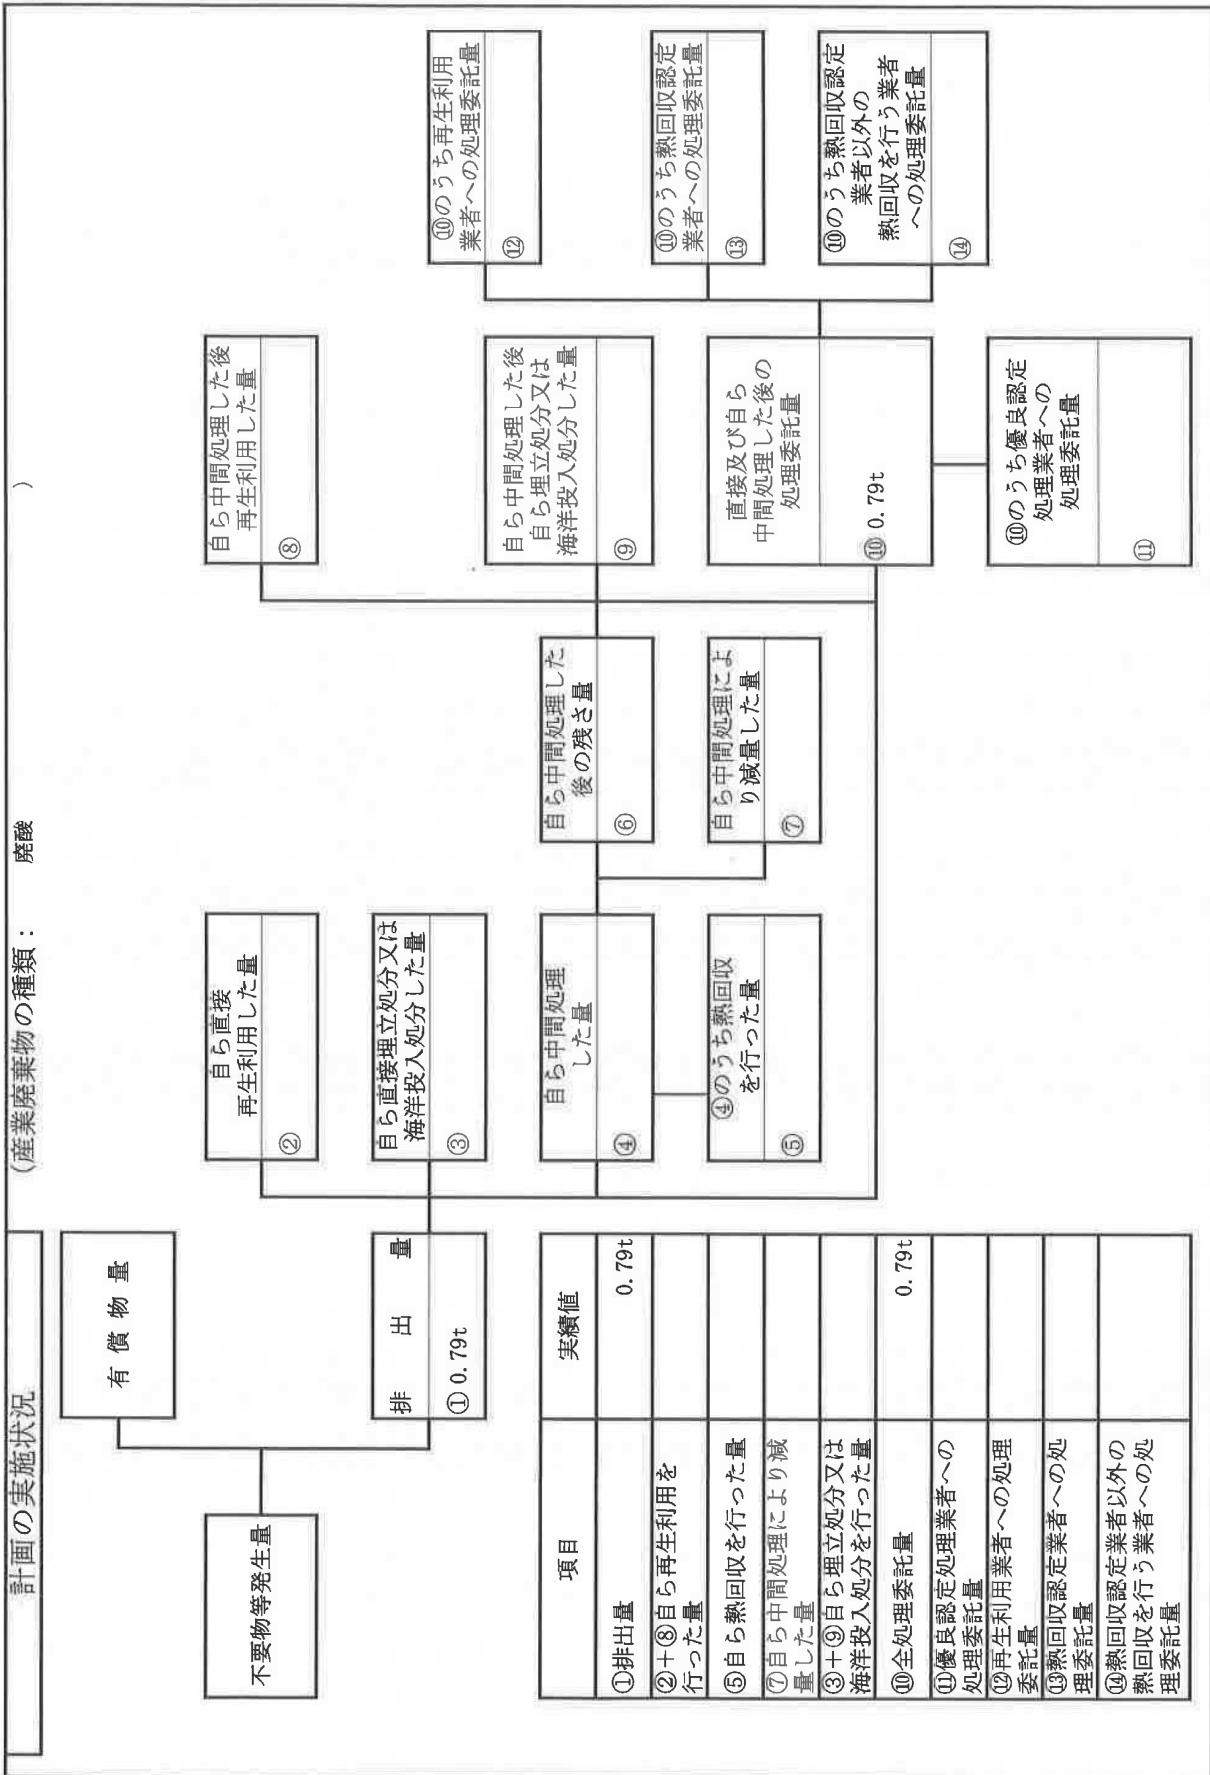 計画の実施状況
(産業廃棄物の種類： 廃酸 )
不要物等発生量
有 償 物 量
排 出 量
① 0.79t
自ら直接
再生利用した量
②
自ら直接埋立処分又は
海洋投入処分した量
③
自ら中間処理
した量
④
④のうち熱回収
を行った量
⑤
自ら中間処理した
後の残さ量
⑥
自ら中間処理によ
り減量した量
⑦
自ら中間処理した後
再生利用した量
⑧
自ら中間処理した後
自ら埋立処分又は
海洋投入処分した量
⑨
直接及び自ら
中間処理した後の
処理委託量
⑩ 0.79t
⑩のうち優良認定
処理業者への
処理委託量
⑪
⑩のうち再生利用
業者への処理委託量
⑫
⑩のうち熱回収認定
業者への処理委託量
⑬
⑩のうち熱回収認定
業者以外の
熱回収を行う業者
への処理委託量
⑭
項目 実績値
①排出量 0.79t
②＋⑧自ら再生利用を
行った量
⑤自ら熱回収を行った量
⑦自ら中間処理により減
量した量
③＋⑨自ら埋立処分又は
海洋投入処分を行った量
⑩全処理委託量 0.79t
⑪優良認定処理業者への
処理委託量
⑫再生利用業者への処理
委託量
⑬熱回収認定業者への処
理委託量
⑭熱回収認定業者以外の
熱回収を行う業者への処
理委託量